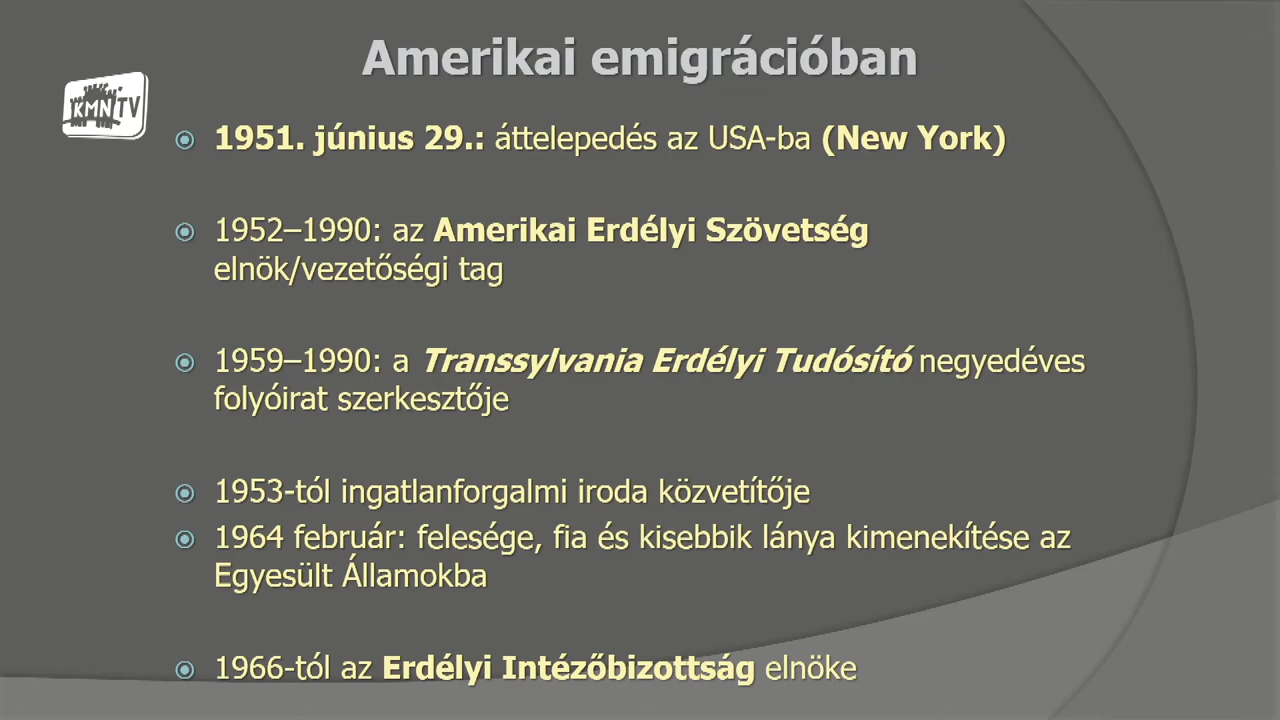 Amerikai emigrációban
KMN TV
1951. június 29.: áttelepedés az USA-ba (New York)
1952–1990: az Amerikai Erdélyi Szövetség
elnök/vezetőségi tag
1959–1990: a Transsylvania Erdélyi Tudósító negyedéves
folyóirat szerkesztője
1953-tól ingatlanforgalmi iroda közvetítője
1964 február: felesége, fia és kisebbik lánya kimenekítése az
Egyesült Államokba
1966-tól az Erdélyi Intézőbizottság elnöke